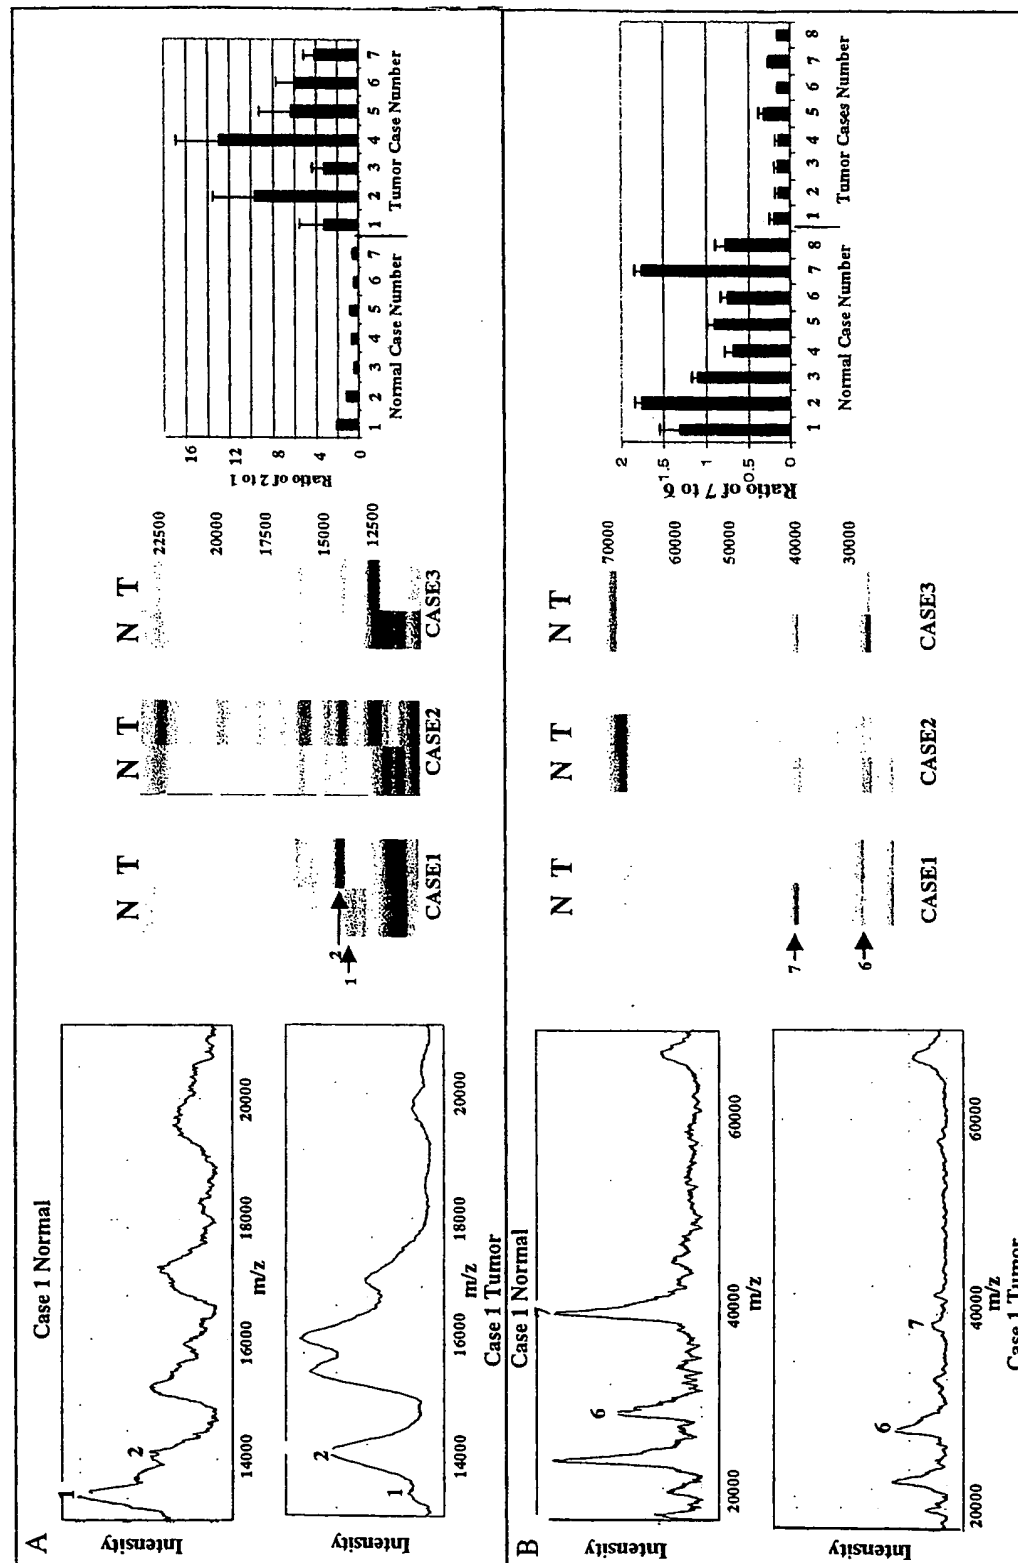 A
Case 1 Normal
Intensity
1
2
14000 16000 18000 20000
m/z
Intensity
1
2
14000 16000 18000 20000
m/z
Case 1 Tumor
N T N T N T
22500
20000
17500
15000
12500
2
1
CASE1 CASE2 CASE3
Ratio of 2 to 1
16
12
8
4
0
1 2 3 4 5 6 7 1 2 3 4 5 6 7
Normal Case Number Tumor Case Number
B
Case 1 Normal
Intensity
6
7
20000 40000 60000
m/z
Intensity
6
7
20000 40000 60000
m/z
Case 1 Tumor
N T N T N T
70000
60000
50000
40000
30000
7
6
CASE1 CASE2 CASE3
Ratio of 7 to 6
2
1.5
1
0.5
0
1 2 3 4 5 6 7 8 1 2 3 4 5 6 7 8
Normal Case Number Tumor Cases Number